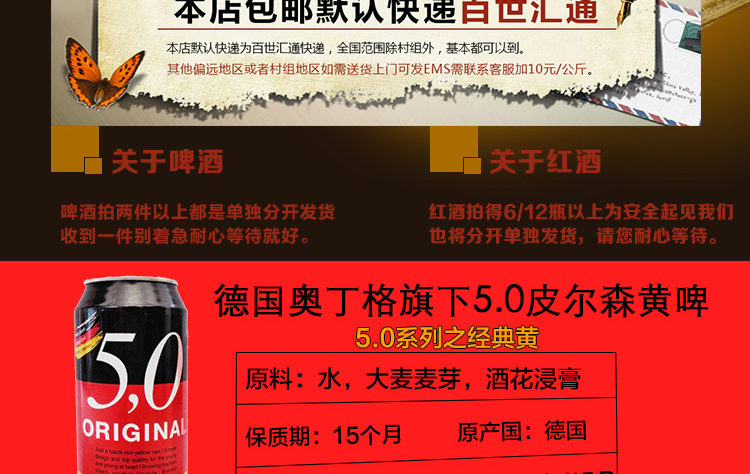 本店包邮默认快递百世汇通
本店默认快递为百世汇通快递，全国范围除村组外，基本都可以到。
其他偏远地区或者村组地区如需送货上门可发EMS需联系客服加10元/公斤。
关于啤酒
啤酒拍两件以上都是单独分开发货
收到一件别着急耐心等待就好。
关于红酒
红酒拍得6/12瓶以上为安全起见我们
也将分开单独发货，请您耐心等待。
德国奥丁格旗下5.0皮尔森黄啤
5.0系列之经典黄
原料：水，大麦麦芽，酒花浸膏
保质期：15个月
原产国：德国
5,0
ORIGINAL